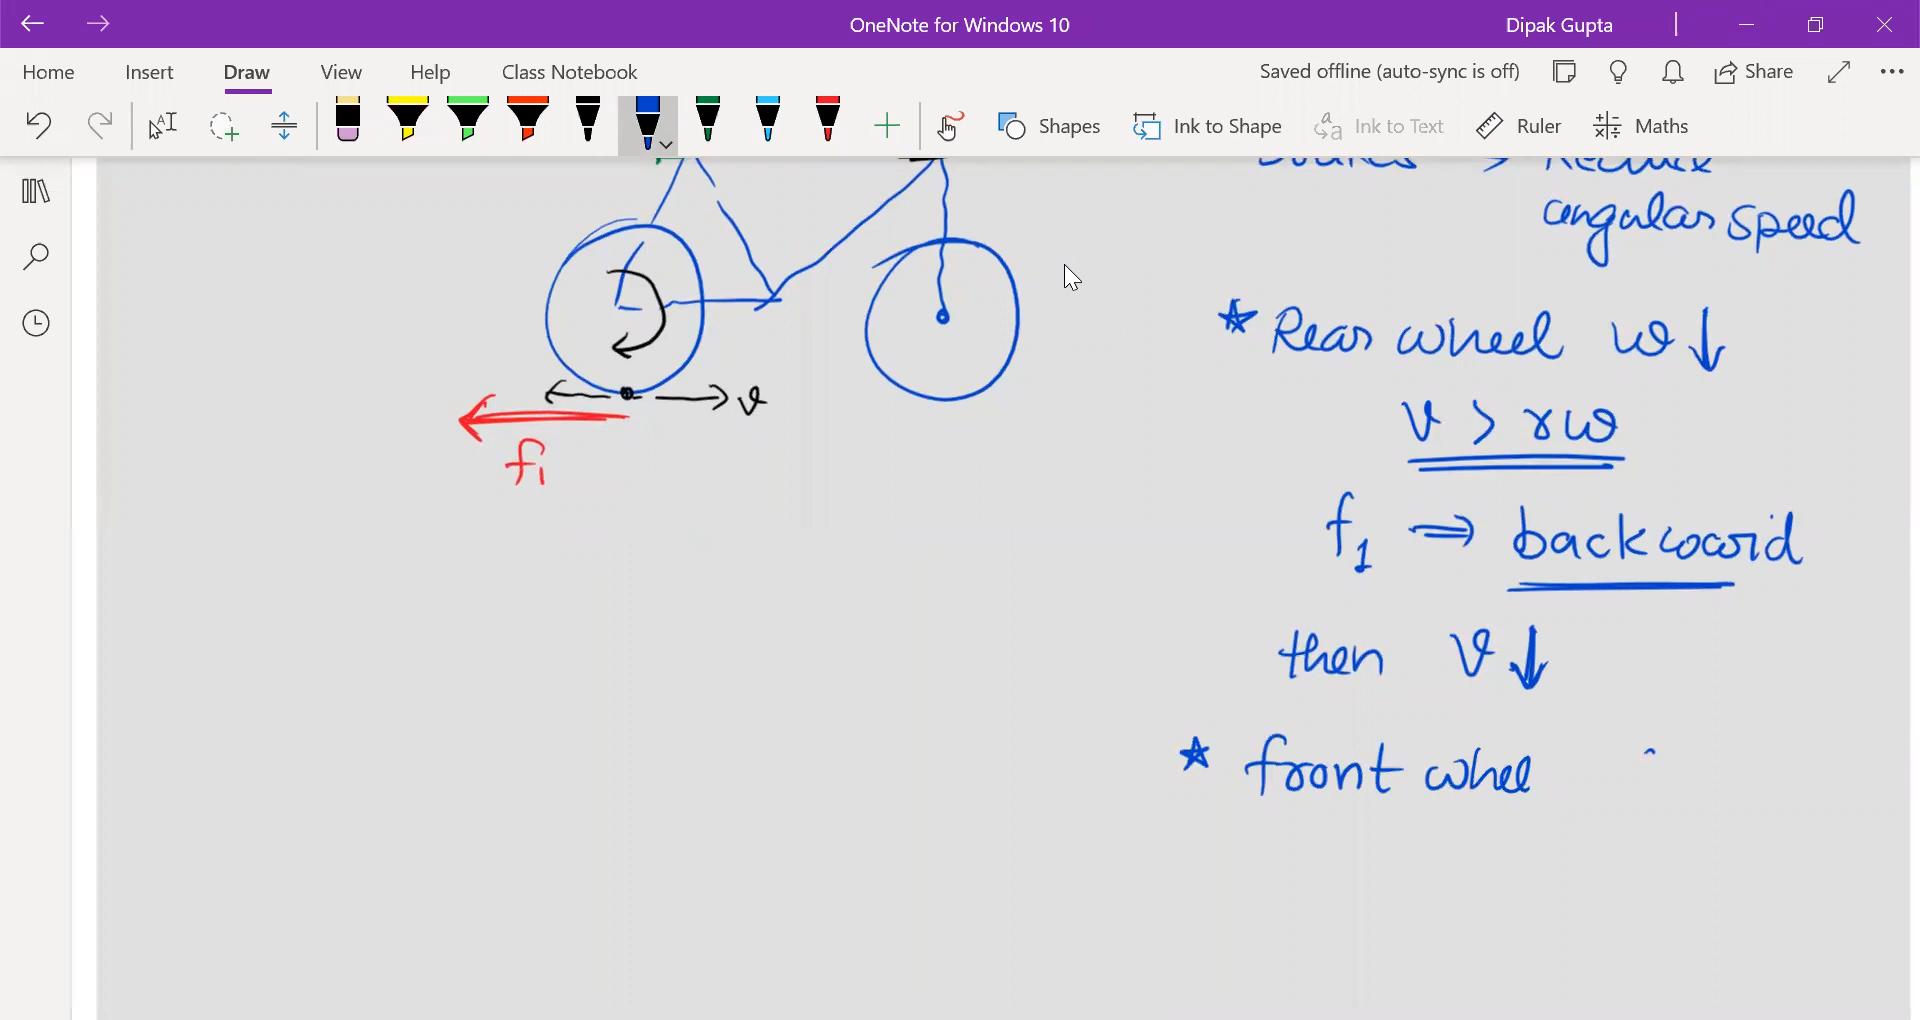 OneNote for Windows 10
Dipak Gupta
Home Insert Draw View Help Class Notebook
Saved offline (auto-sync is off)
Share
Shapes
Ink to Shape
Ink to Text
Ruler
Maths
Reduce
angular speed
★ Rear wheel ω ↓
v > rω
f₁ ⇒ backward
then v ↓
★ front whee
v
f₁